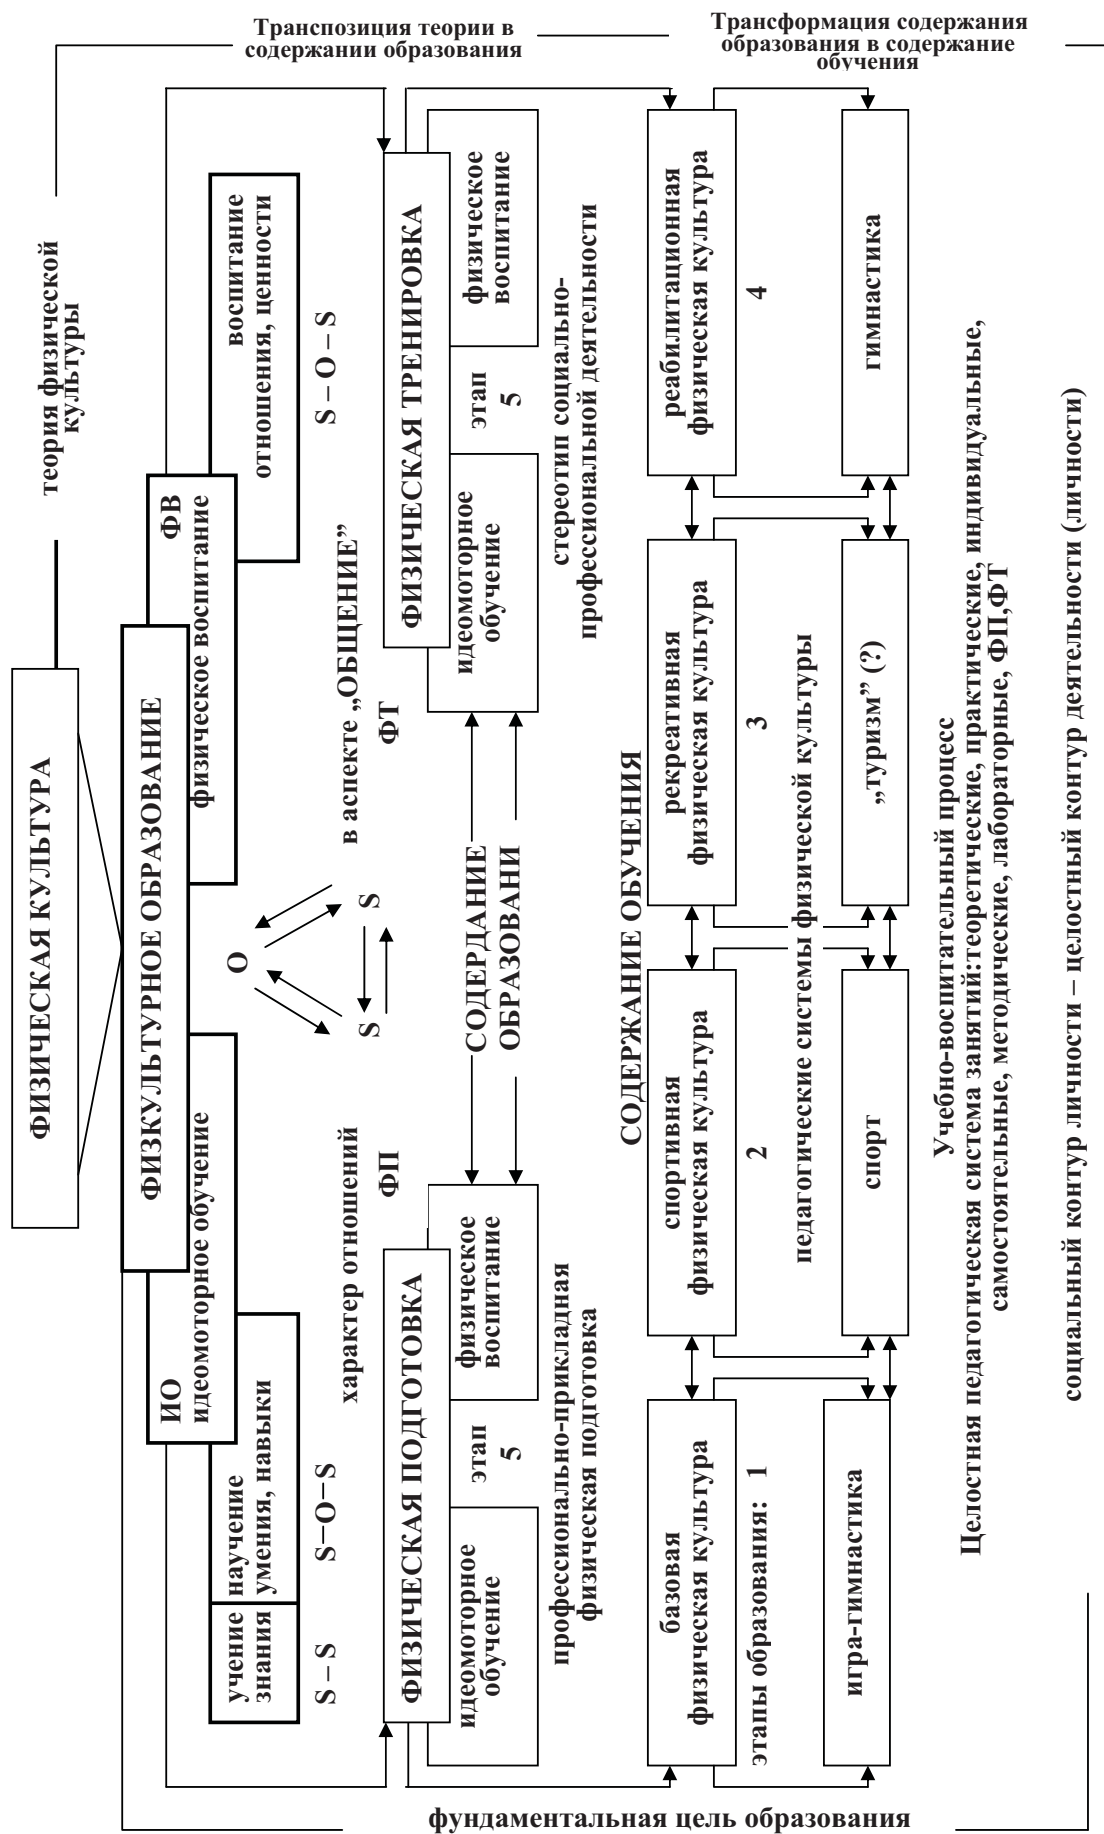 Транспозиция теории в
содержании образования
Трансформация содержания
образования в содержание
обучения
теория физической
культуры
ФИЗИЧЕСКАЯ КУЛЬТУРА
ФИЗКУЛЬТУРНОЕ ОБРАЗОВАНИЕ
ИО
идеомоторное обучение
ФВ
физическое воспитание
учение
знания
научение
умения, навыки
воспитание
отношения, ценности
S – S
S–O–S
S – O – S
O
S
S
характер отношений
в аспекте „ОБЩЕНИЕ”
ФП
ФТ
ФИЗИЧЕСКАЯ ПОДГОТОВКА
ФИЗИЧЕСКАЯ ТРЕНИРОВКА
идеомоторное
обучение
этап
5
физическое
воспитание
СОДЕРДАНИЕ
ОБРАЗОВАНИ
идеомоторное
обучение
этап
5
физическое
воспитание
профессионально-прикладная
физическая подготовка
стереотип социально-
профессиональной деятельности
СОДЕРЖАНИЕ ОБУЧЕНИЯ
базовая
физическая культура
спортивная
физическая культура
рекреативная
физическая культура
реабилитационная
физическая культура
этапы образования: 1
2
3
4
педагогические системы физической культуры
игра-гимнастика
спорт
„туризм” (?)
гимнастика
Учебно-воспитательный процесс
Целостная педагогическая система занятий:теоретические, практические, индивидуальные,
самостоятельные, методические, лабораторные, ФП,ФТ
социальный контур личности – целостный контур деятельности (личности)
фундаментальная цель образования